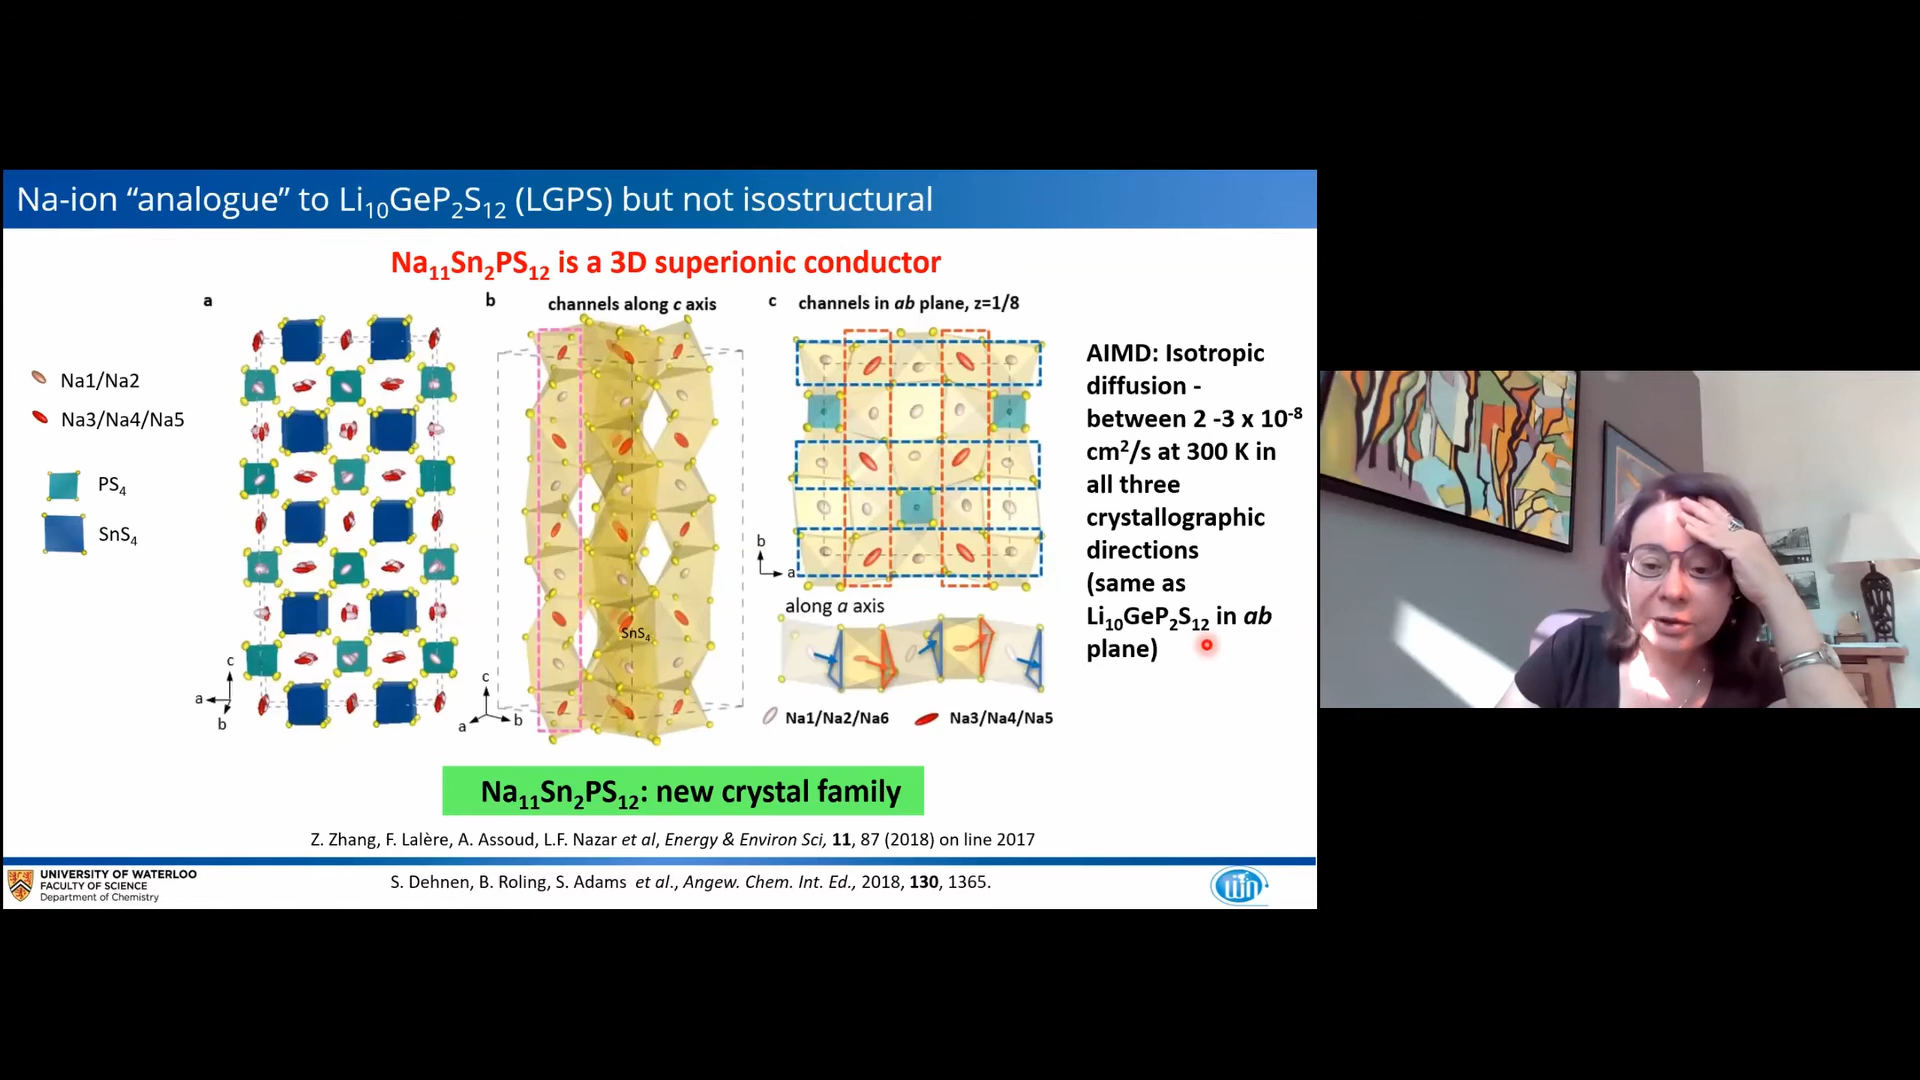 Na-ion “analogue” to Li10GeP2S12 (LGPS) but not isostructural
Na11Sn2PS12 is a 3D superionic conductor
a
b
channels along c axis
c
channels in ab plane, z=1/8
Na1/Na2
Na3/Na4/Na5
PS4
SnS4
c
a
b
SnS4
c
a
b
b
a
along a axis
Na1/Na2/Na6
Na3/Na4/Na5
AIMD: Isotropic
diffusion -
between 2 -3 x 10-8
cm2/s at 300 K in
all three
crystallographic
directions
(same as
Li10GeP2S12 in ab
plane)
Na11Sn2PS12: new crystal family
Z. Zhang, F. Lalère, A. Assoud, L.F. Nazar et al, Energy & Environ Sci, 11, 87 (2018) on line 2017
UNIVERSITY OF WATERLOO
FACULTY OF SCIENCE
Department of Chemistry
S. Dehnen, B. Roling, S. Adams et al., Angew. Chem. Int. Ed., 2018, 130, 1365.
win